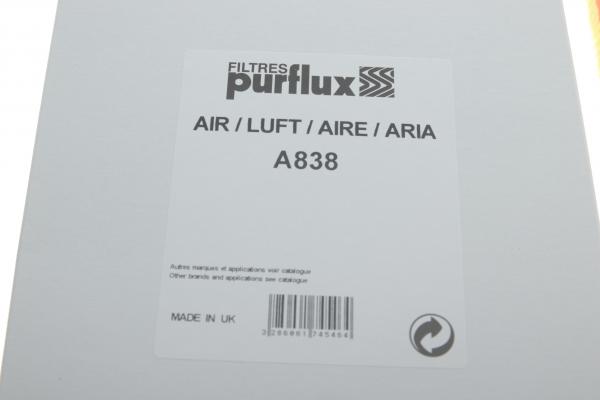 FILTRES
purflux
AIR / LUFT / AIRE / ARIA
A838
Autres marques et applications voir catalogue
Other brands and applications see catalogue
MADE IN UK
3286061745464